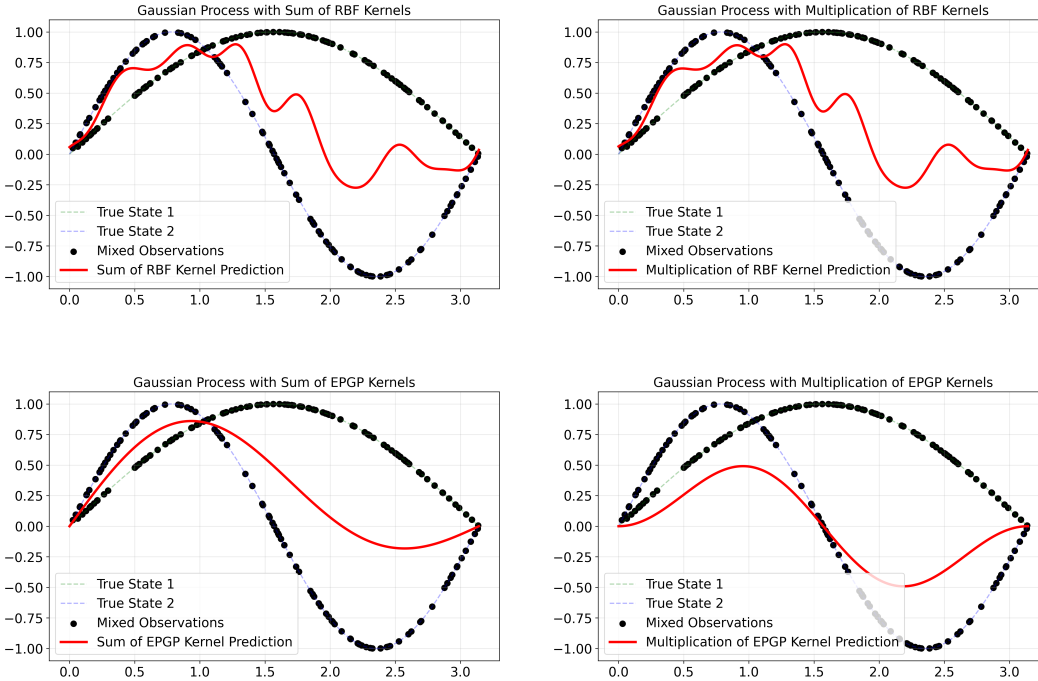 Gaussian Process with Sum of RBF Kernels
1.00
0.75
0.50
0.25
0.00
−0.25
−0.50
−0.75
−1.00
True State 1
True State 2
Mixed Observations
Sum of RBF Kernel Prediction
0.0 0.5 1.0 1.5 2.0 2.5 3.0
Gaussian Process with Multiplication of RBF Kernels
1.00
0.75
0.50
0.25
0.00
−0.25
−0.50
−0.75
−1.00
True State 1
True State 2
Mixed Observations
Multiplication of RBF Kernel Prediction
0.0 0.5 1.0 1.5 2.0 2.5 3.0
Gaussian Process with Sum of EPGP Kernels
1.00
0.75
0.50
0.25
0.00
−0.25
−0.50
−0.75
−1.00
True State 1
True State 2
Mixed Observations
Sum of EPGP Kernel Prediction
0.0 0.5 1.0 1.5 2.0 2.5 3.0
Gaussian Process with Multiplication of EPGP Kernels
1.00
0.75
0.50
0.25
0.00
−0.25
−0.50
−0.75
−1.00
True State 1
True State 2
Mixed Observations
Multiplication of EPGP Kernel Prediction
0.0 0.5 1.0 1.5 2.0 2.5 3.0